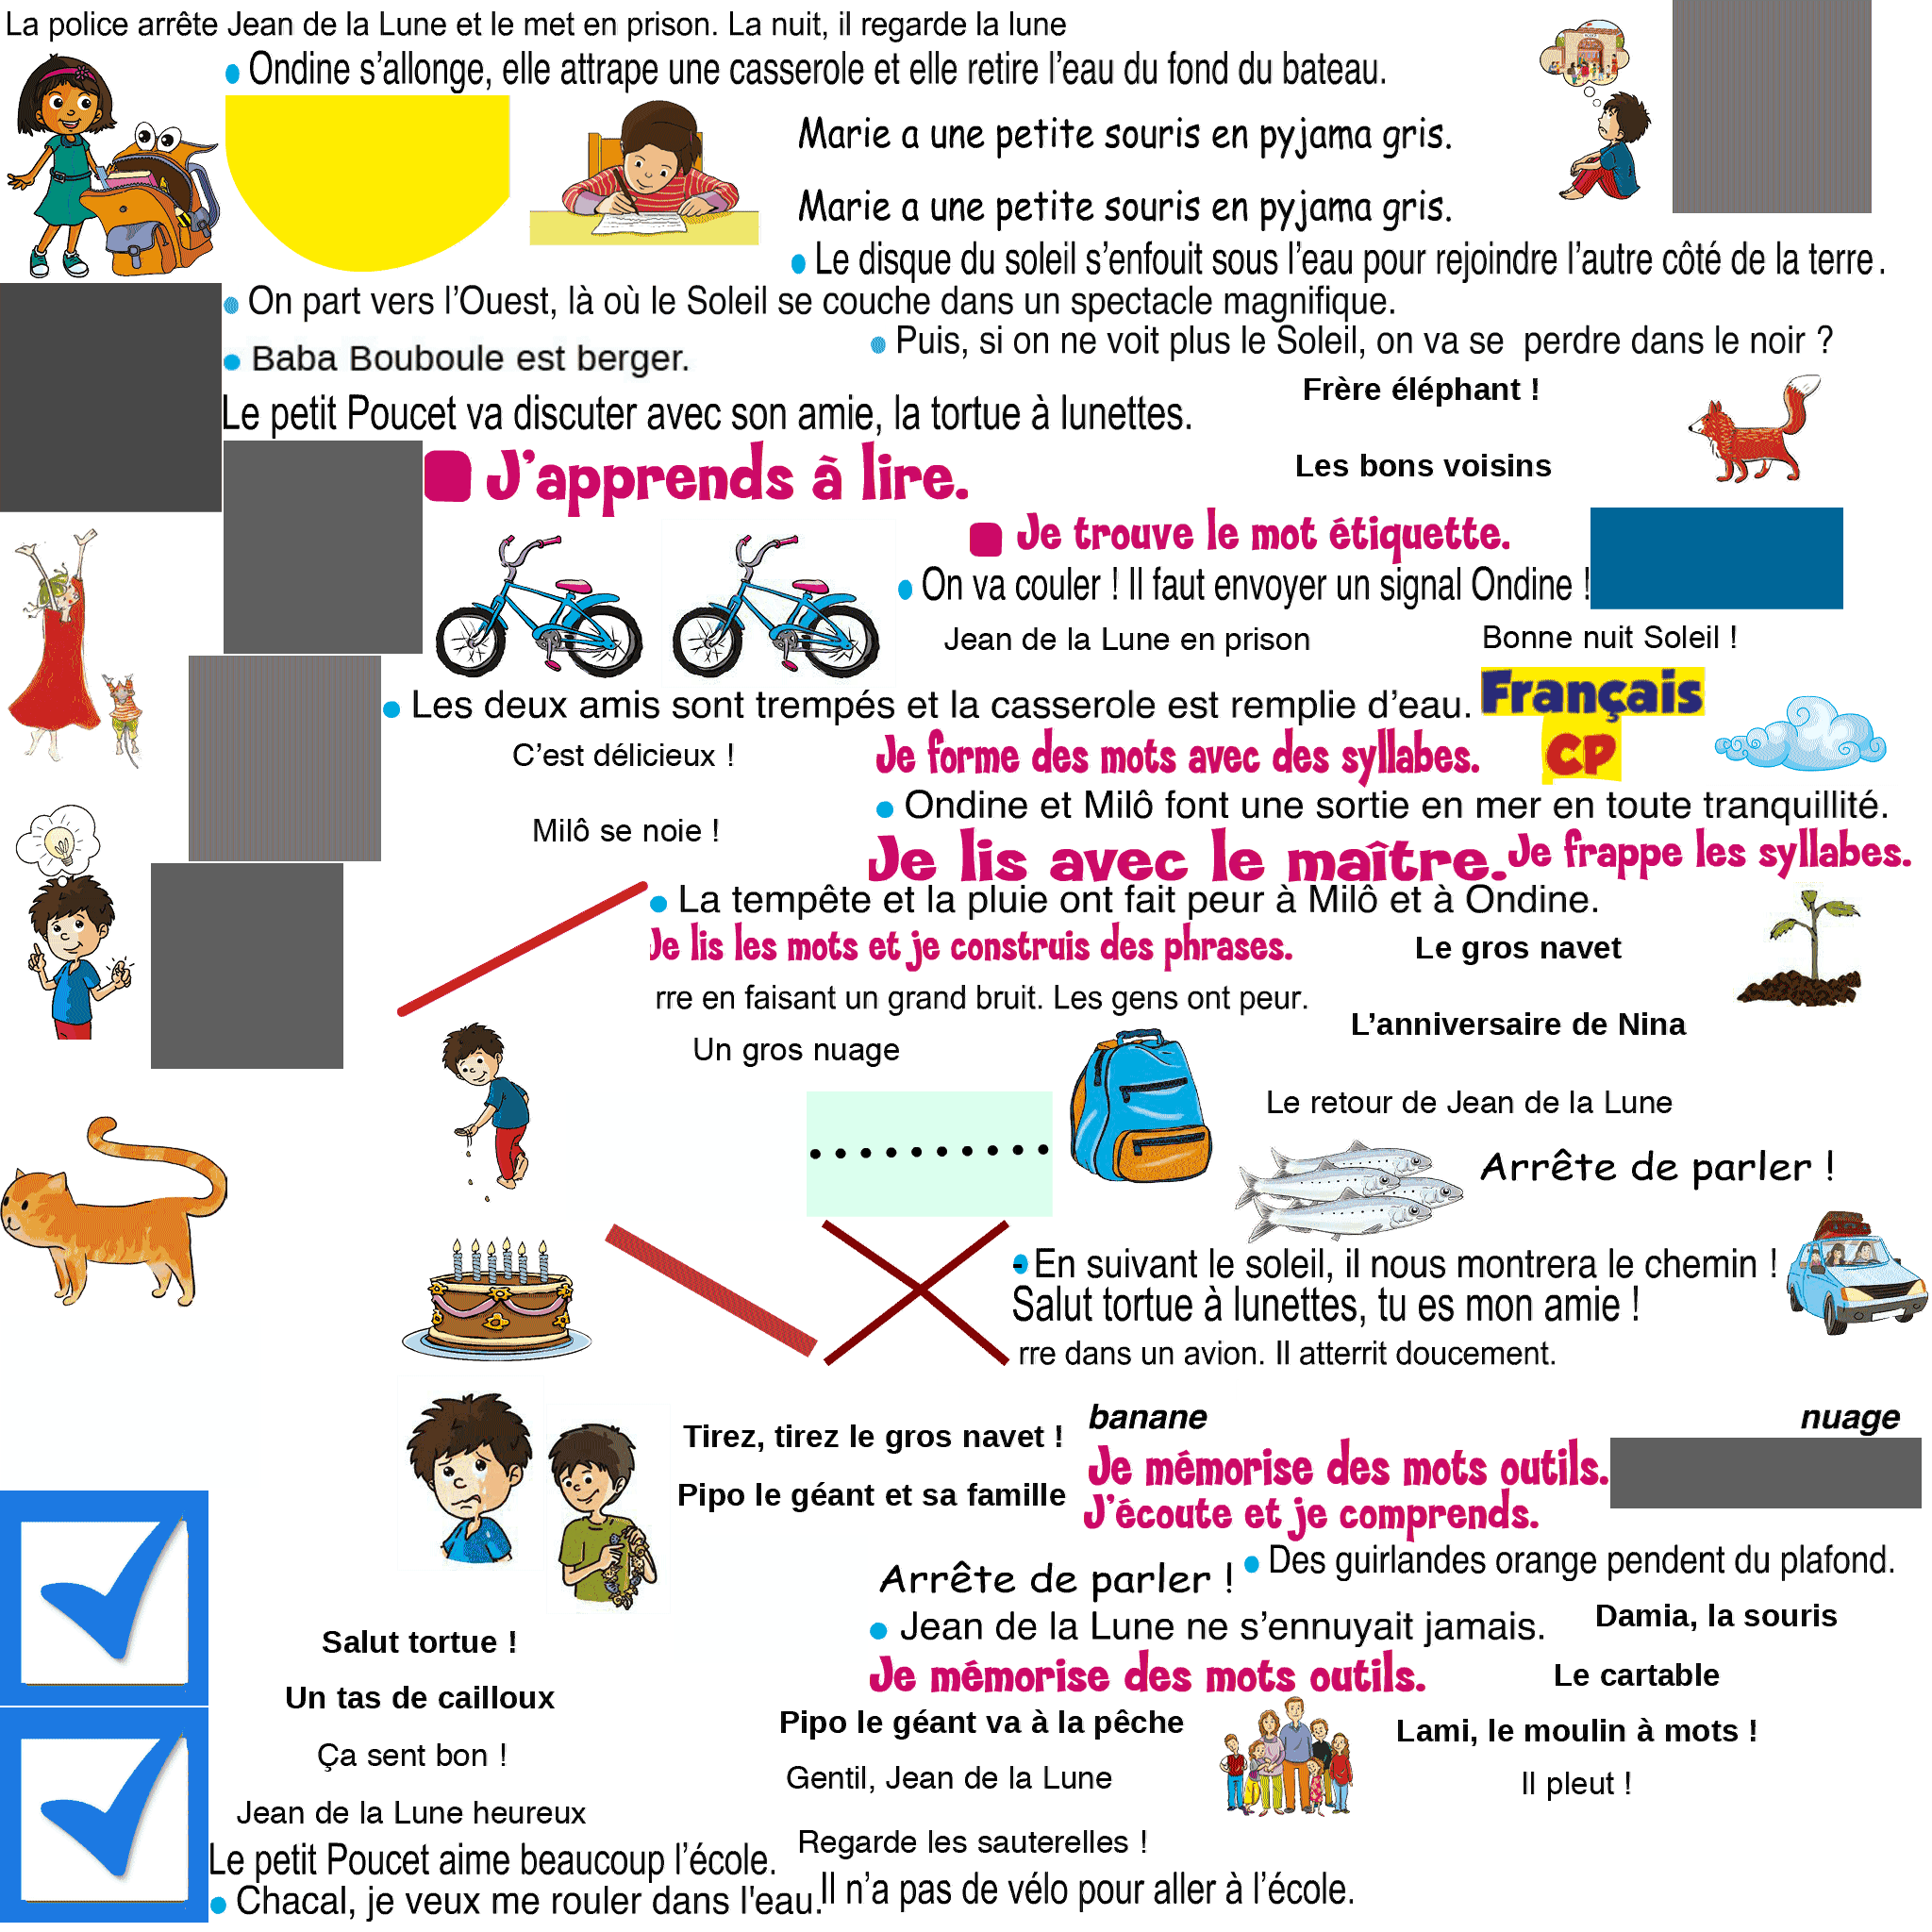 La police arrête Jean de la Lune et le met en prison. La nuit, il regarde la lune
Ondine s’allonge, elle attrape une casserole et elle retire l’eau du fond du bateau.
Marie a une petite souris en pyjama gris.
Marie a une petite souris en pyjama gris.
Le disque du soleil s’enfouit sous l’eau pour rejoindre l’autre côté de la terre.
On part vers l’Ouest, là où le Soleil se couche dans un spectacle magnifique.
Puis, si on ne voit plus le Soleil, on va se perdre dans le noir ?
Baba Bouboule est berger.
Frère éléphant !
Le petit Poucet va discuter avec son amie, la tortue à lunettes.
Les bons voisins
J’apprends à lire.
Je trouve le mot étiquette.
On va couler ! Il faut envoyer un signal Ondine !
Jean de la Lune en prison
Bonne nuit Soleil !
Les deux amis sont trempés et la casserole est remplie d’eau.
Français
CP
C’est délicieux !
Je forme des mots avec des syllabes.
Ondine et Milô font une sortie en mer en toute tranquillité.
Milô se noie !
Je lis avec le maître.
Je frappe les syllabes.
La tempête et la pluie ont fait peur à Milô et à Ondine.
Je lis les mots et je construis des phrases.
Le gros navet
rre en faisant un grand bruit. Les gens ont peur.
L’anniversaire de Nina
Un gros nuage
Le retour de Jean de la Lune
Arrête de parler !
-En suivant le soleil, il nous montrera le chemin !
Salut tortue à lunettes, tu es mon amie !
rre dans un avion. Il atterrit doucement.
banane
nuage
Tirez, tirez le gros navet !
Je mémorise des mots outils.
Pipo le géant et sa famille
J’écoute et je comprends.
Des guirlandes orange pendent du plafond.
Arrête de parler !
Damia, la souris
Jean de la Lune ne s’ennuyait jamais.
Salut tortue !
Je mémorise des mots outils.
Le cartable
Un tas de cailloux
Pipo le géant va à la pêche
Lami, le moulin à mots !
Ça sent bon !
Gentil, Jean de la Lune
Il pleut !
Jean de la Lune heureux
Regarde les sauterelles !
Le petit Poucet aime beaucoup l’école.
Il n’a pas de vélo pour aller à l’école.
Chacal, je veux me rouler dans l'eau.